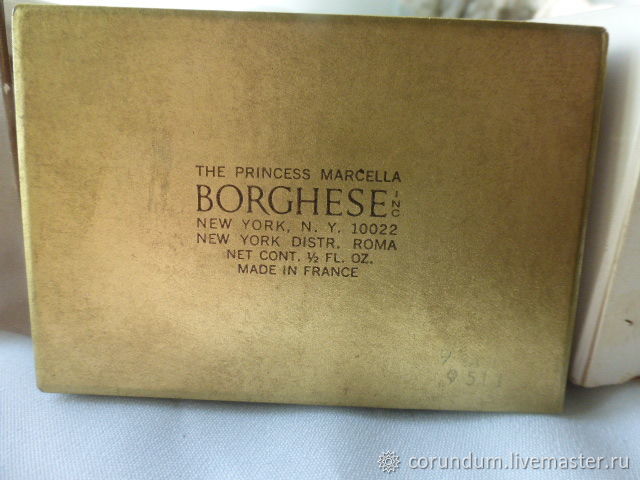 THE PRINCESS MARCELLA
BORGHESE INC
NEW YORK, N. Y. 10022
NEW YORK DISTR. ROMA
NET CONT. ½ FL. OZ.
MADE IN FRANCE
corundum.livemaster.ru